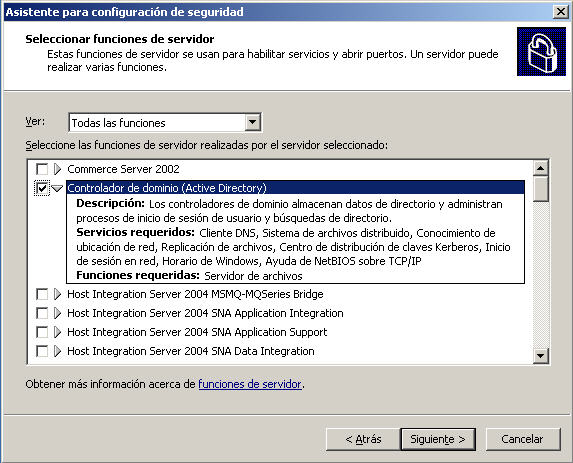 Asistente para configuración de seguridad
Seleccionar funciones de servidor
Estas funciones de servidor se usan para habilitar servicios y abrir puertos. Un servidor puede
realizar varias funciones.
Ver:
Todas las funciones
Seleccione las funciones de servidor realizadas por el servidor seleccionado:
Commerce Server 2002
Controlador de dominio (Active Directory)
Descripción: Los controladores de dominio almacenan datos de directorio y administran
procesos de inicio de sesión de usuario y búsquedas de directorio.
Servicios requeridos: Cliente DNS, Sistema de archivos distribuido, Conocimiento de
ubicación de red, Replicación de archivos, Centro de distribución de claves Kerberos, Inicio
de sesión en red, Horario de Windows, Ayuda de NetBIOS sobre TCP/IP
Funciones requeridas: Servidor de archivos
Host Integration Server 2004 MSMQ-MQSeries Bridge
Host Integration Server 2004 SNA Application Integration
Host Integration Server 2004 SNA Application Support
Host Integration Server 2004 SNA Data Integration
Obtener más información acerca de funciones de servidor.
< Atrás
Siguiente >
Cancelar